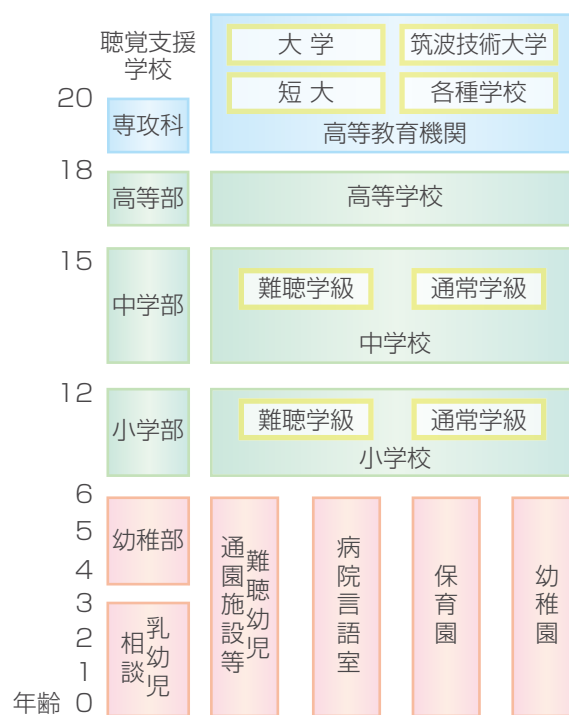 聴覚支援
学校
大 学
筑波技術大学
短 大
各種学校
高等教育機関
20
専攻科
18
高等部
高等学校
15
中学部
難聴学級
通常学級
中学校
12
小学部
難聴学級
通常学級
小学校
6
5
4
3
2
1
年齢 0
幼稚部
乳幼児
相談
難聴幼児
通園施設等
病院言語室
保育園
幼稚園